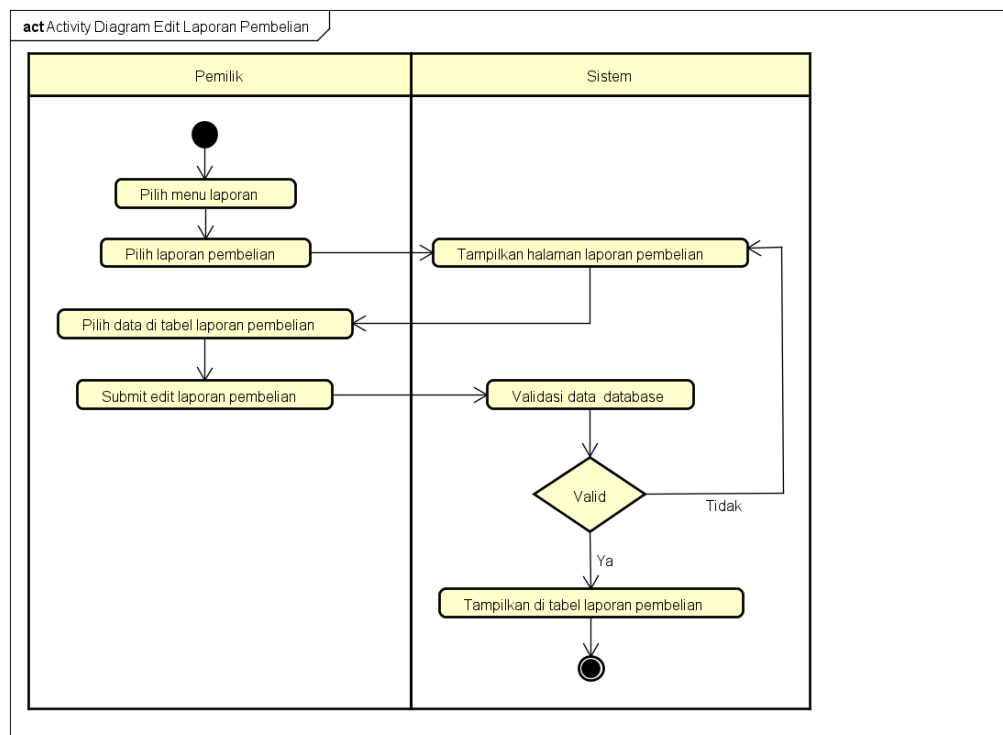 act Activity Diagram Edit Laporan Pembelian
Pemilik
Sistem
Pilih menu laporan
Pilih laporan pembelian
Tampilkan halaman laporan pembelian
Pilih data di tabel laporan pembelian
Submit edit laporan pembelian
Validasi data database
Valid
Tidak
Ya
Tampilkan di tabel laporan pembelian